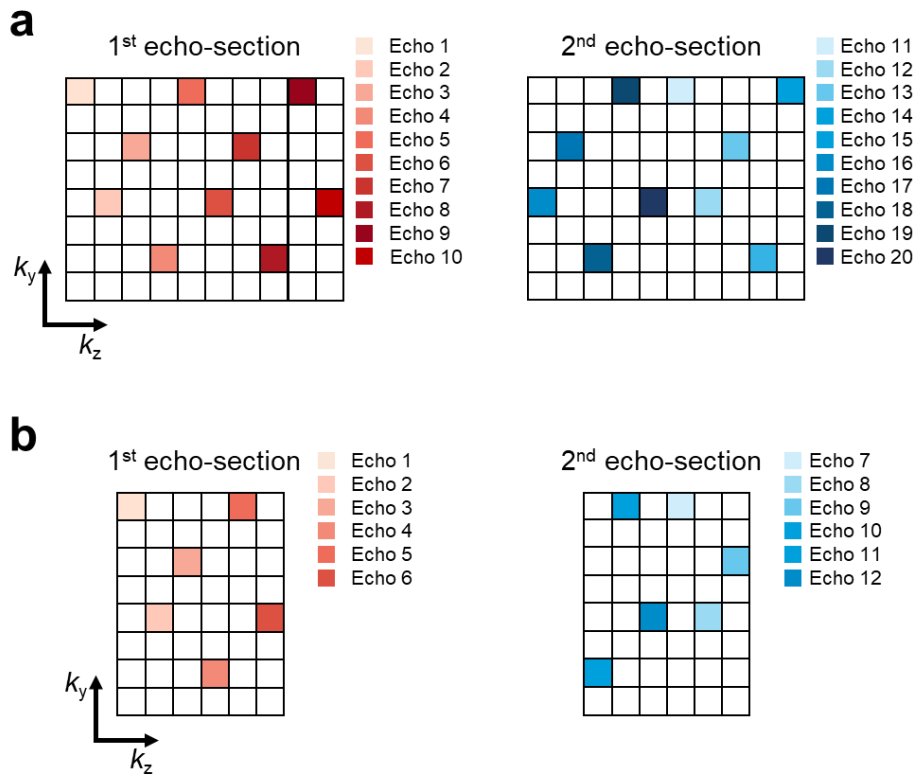 a
1st echo-section
Echo 1
Echo 2
Echo 3
Echo 4
Echo 5
Echo 6
Echo 7
Echo 8
Echo 9
Echo 10
ky
kz
2nd echo-section
Echo 11
Echo 12
Echo 13
Echo 14
Echo 15
Echo 16
Echo 17
Echo 18
Echo 19
Echo 20
b
1st echo-section
Echo 1
Echo 2
Echo 3
Echo 4
Echo 5
Echo 6
ky
kz
2nd echo-section
Echo 7
Echo 8
Echo 9
Echo 10
Echo 11
Echo 12